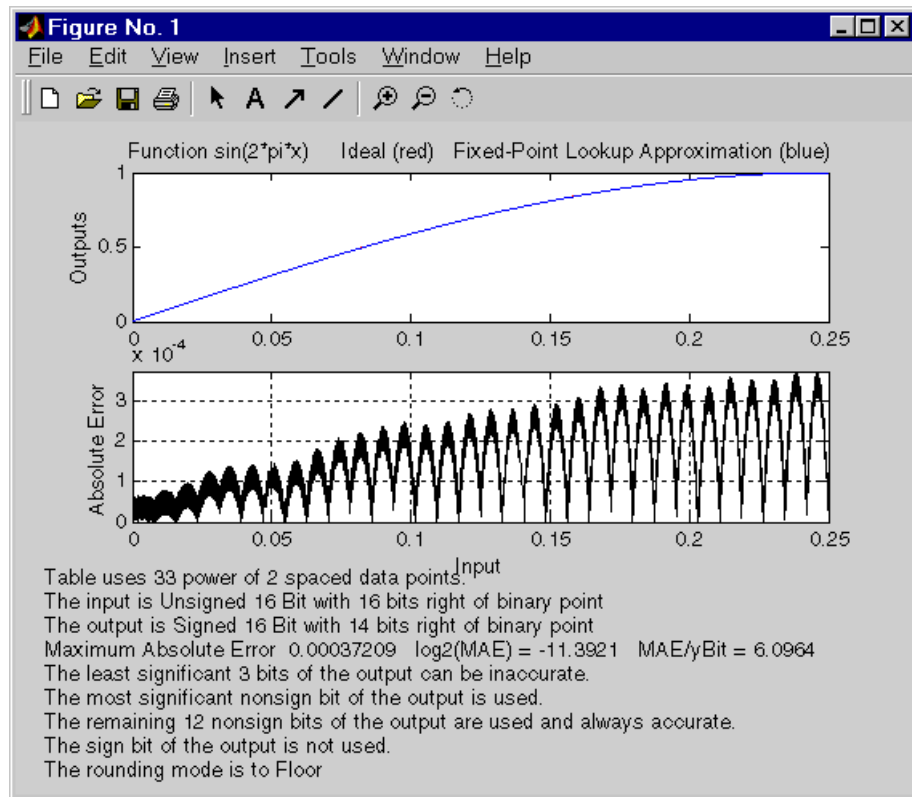 Figure No. 1
File Edit View Insert Tools Window Help
A
Function sin(2*pi*x) Ideal (red) Fixed-Point Lookup Approximation (blue)
1
0.5
0
Outputs
0 0.05 0.1 0.15 0.2 0.25
x 10^-4
3
2
1
0
Absolute Error
0 0.05 0.1 0.15 0.2 0.25
Input
Table uses 33 power of 2 spaced data points.
The input is Unsigned 16 Bit with 16 bits right of binary point
The output is Signed 16 Bit with 14 bits right of binary point
Maximum Absolute Error 0.00037209 log2(MAE) = -11.3921 MAE/yBit = 6.0964
The least significant 3 bits of the output can be inaccurate.
The most significant nonsign bit of the output is used.
The remaining 12 nonsign bits of the output are used and always accurate.
The sign bit of the output is not used.
The rounding mode is to Floor